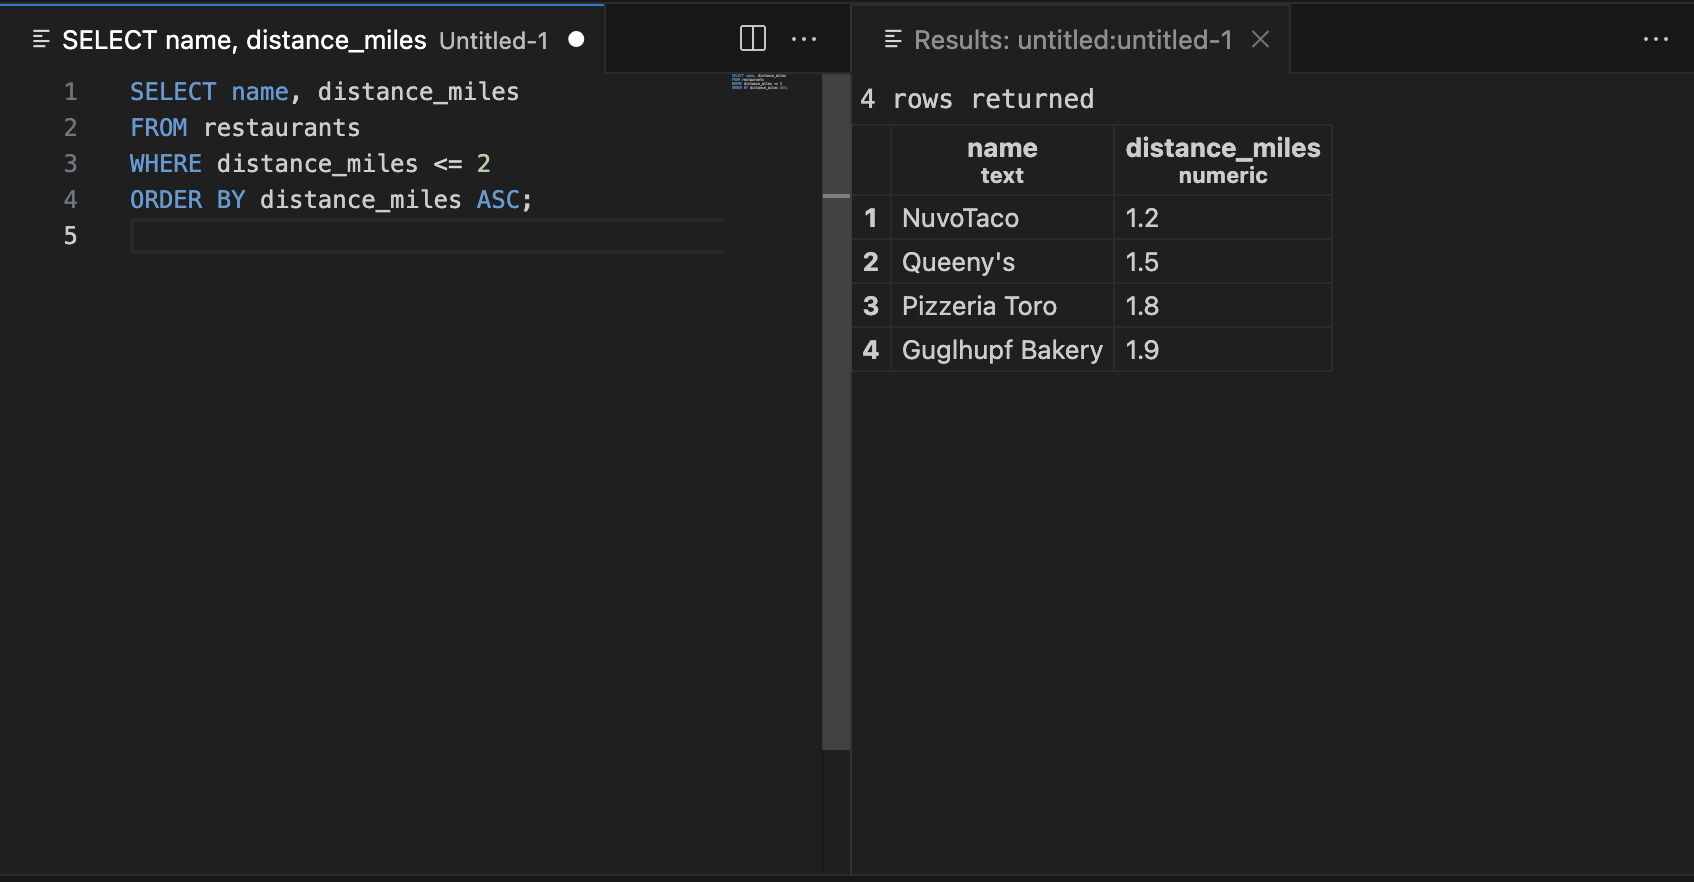 SELECT name, distance_miles Untitled-1
1 SELECT name, distance_miles
2 FROM restaurants
3 WHERE distance_miles <= 2
4 ORDER BY distance_miles ASC;
5
Results: untitled:untitled-1
4 rows returned
name distance_miles
text numeric
1 NuvoTaco 1.2
2 Queeny's 1.5
3 Pizzeria Toro 1.8
4 Guglhupf Bakery 1.9